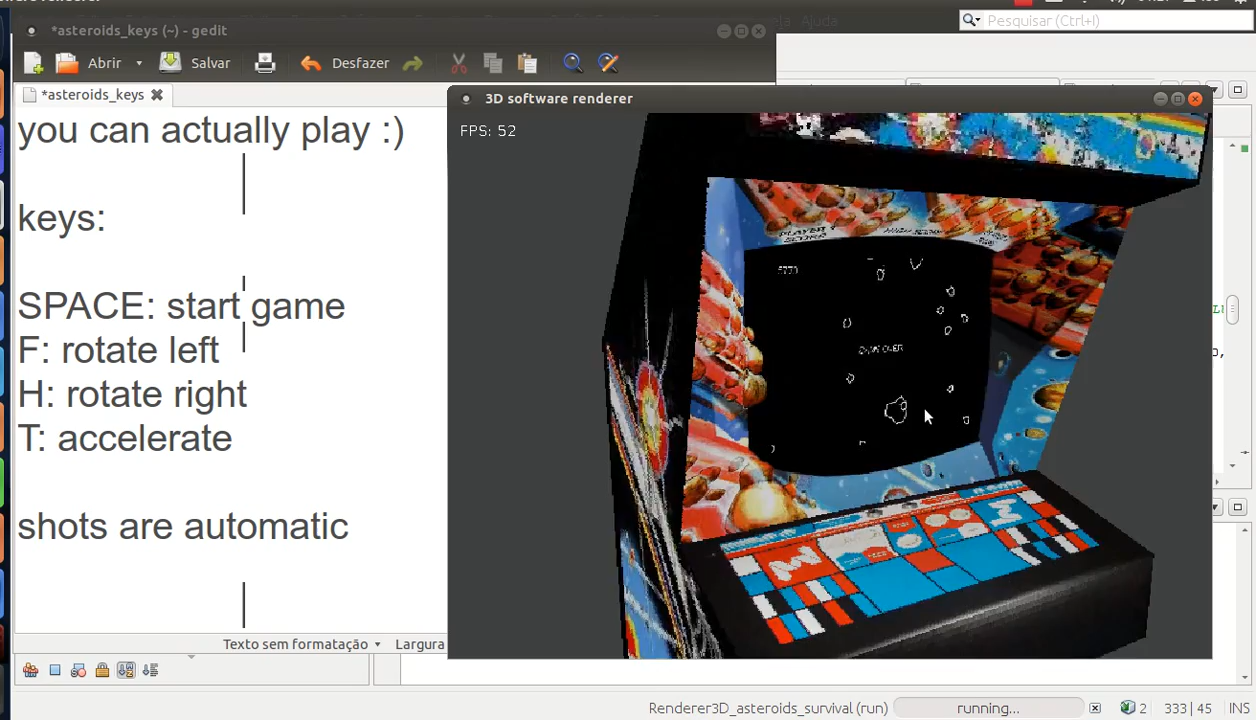 *asteroids_keys (~) - gedit
Ajuda
Pesquisar (Ctrl+I)
Abrir
Salvar
Desfazer
*asteroids_keys
3D software renderer
FPS: 52
you can actually play :)
keys:
SPACE: start game
F: rotate left
H: rotate right
T: accelerate
shots are automatic
GAME OVER
Texto sem formatação
Largura
Renderer3D_asteroids_survival (run)
running...
2
333 | 45
INS